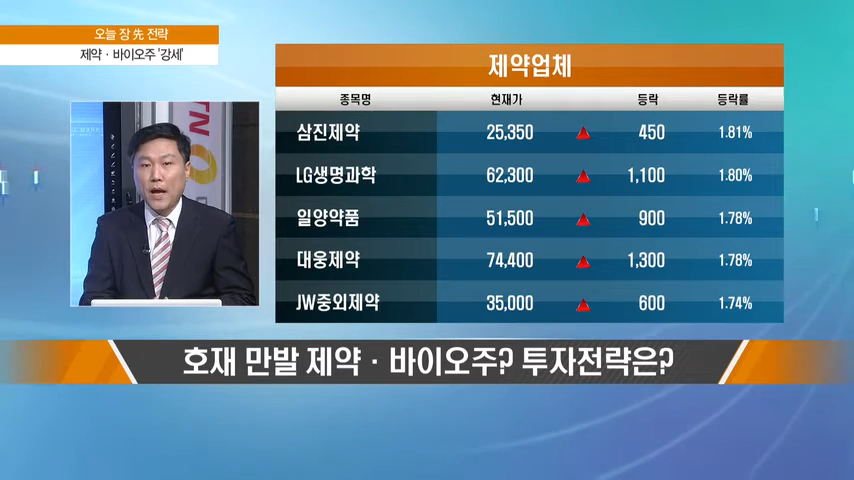 오늘 장 先 전략
제약·바이오주 '강세'
제약업체
종목명 현재가 등락 등락률
삼진제약 25,350 ▲ 450 1.81%
LG생명과학 62,300 ▲ 1,100 1.80%
일양약품 51,500 ▲ 900 1.78%
대웅제약 74,400 ▲ 1,300 1.78%
JW중외제약 35,000 ▲ 600 1.74%
호재 만발 제약·바이오주? 투자전략은?